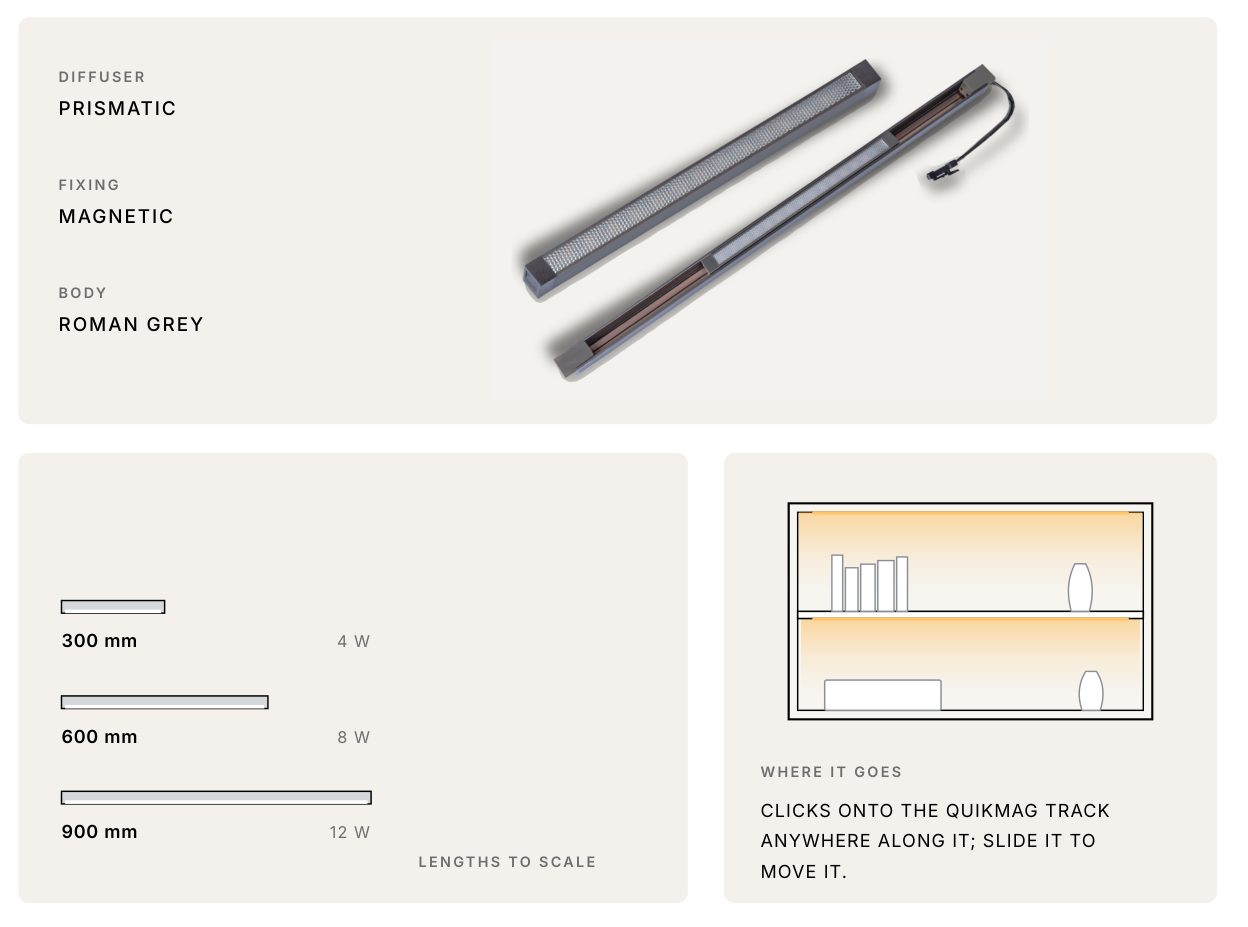 DIFFUSER
PRISMATIC
FIXING
MAGNETIC
BODY
ROMAN GREY
300 mm 4 W
600 mm 8 W
900 mm 12 W
LENGTHS TO SCALE
WHERE IT GOES
CLICKS ONTO THE QUIKMAG TRACK
ANYWHERE ALONG IT; SLIDE IT TO
MOVE IT.